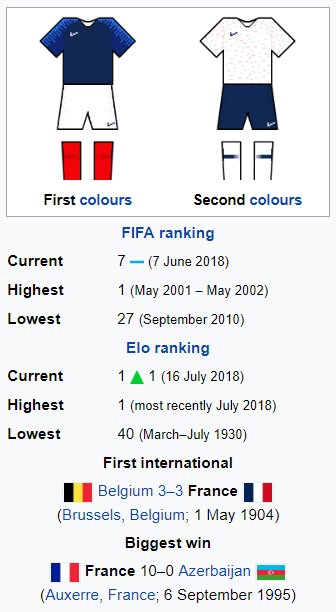 First colours Second colours
FIFA ranking
Current 7 (7 June 2018)
Highest 1 (May 2001 – May 2002)
Lowest 27 (September 2010)
Elo ranking
Current 1 1 (16 July 2018)
Highest 1 (most recently July 2018)
Lowest 40 (March–July 1930)
First international
Belgium 3–3 France
(Brussels, Belgium; 1 May 1904)
Biggest win
France 10–0 Azerbaijan
(Auxerre, France; 6 September 1995)